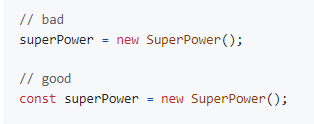 // bad
superPower = new SuperPower();
// good
const superPower = new SuperPower();